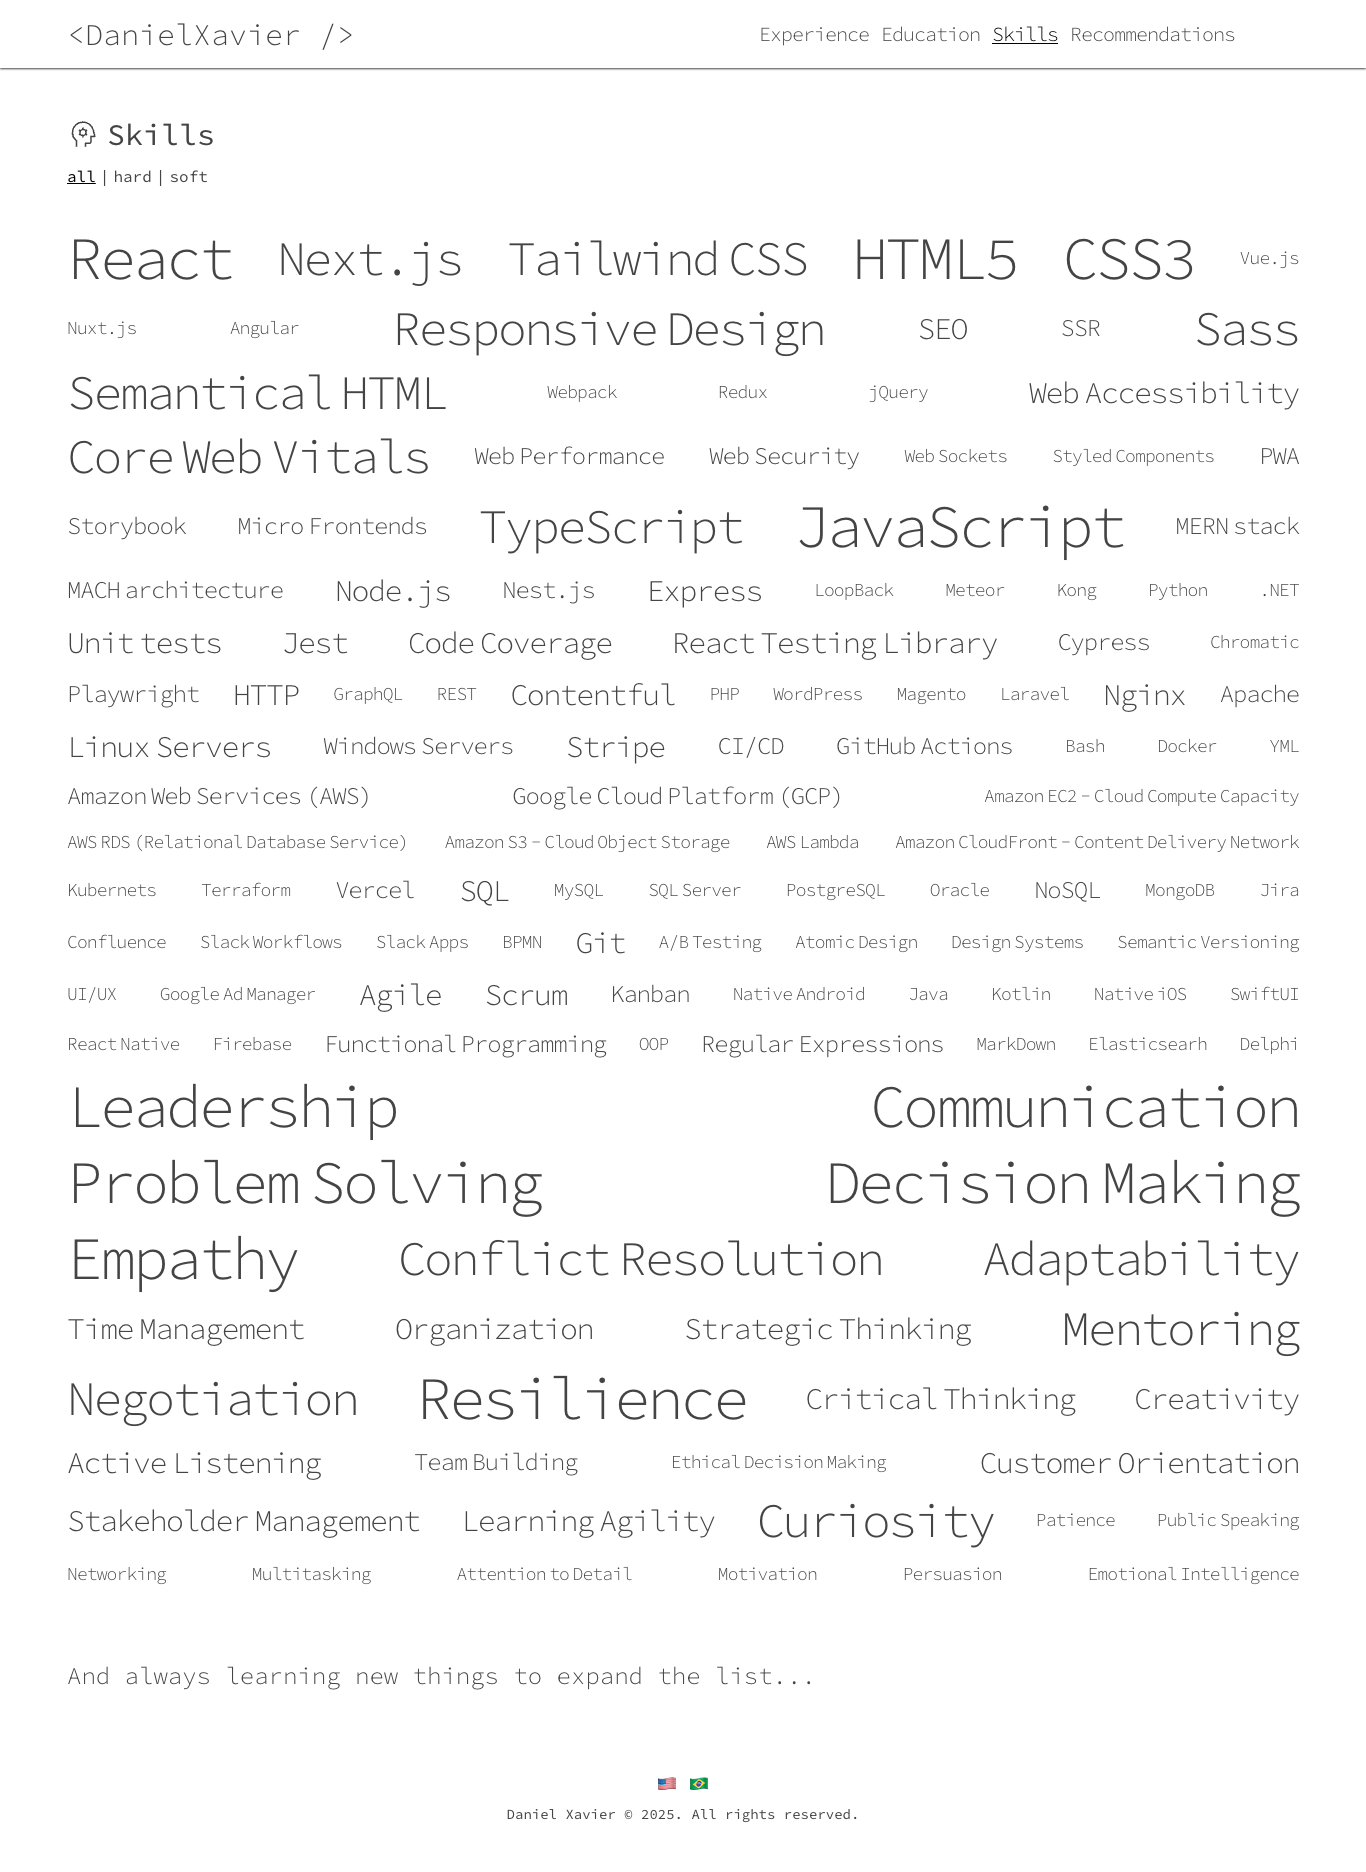 <DanielXavier />
Experience Education Skills Recommendations
Skills
all | hard | soft
React Next.js Tailwind CSS HTML5 CSS3 Vue.js
Nuxt.js Angular Responsive Design SEO SSR Sass
Semantical HTML Webpack Redux jQuery Web Accessibility
Core Web Vitals Web Performance Web Security Web Sockets Styled Components PWA
Storybook Micro Frontends TypeScript JavaScript MERN stack
MACH architecture Node.js Nest.js Express LoopBack Meteor Kong Python .NET
Unit tests Jest Code Coverage React Testing Library Cypress Chromatic
Playwright HTTP GraphQL REST Contentful PHP WordPress Magento Laravel Nginx Apache
Linux Servers Windows Servers Stripe CI/CD GitHub Actions Bash Docker YML
Amazon Web Services (AWS) Google Cloud Platform (GCP) Amazon EC2 - Cloud Compute Capacity
AWS RDS (Relational Database Service) Amazon S3 - Cloud Object Storage AWS Lambda Amazon CloudFront - Content Delivery Network
Kubernets Terraform Vercel SQL MySQL SQL Server PostgreSQL Oracle NoSQL MongoDB Jira
Confluence Slack Workflows Slack Apps BPMN Git A/B Testing Atomic Design Design Systems Semantic Versioning
UI/UX Google Ad Manager Agile Scrum Kanban Native Android Java Kotlin Native iOS SwiftUI
React Native Firebase Functional Programming OOP Regular Expressions MarkDown Elasticsearh Delphi
Leadership Communication
Problem Solving Decision Making
Empathy Conflict Resolution Adaptability
Time Management Organization Strategic Thinking Mentoring
Negotiation Resilience Critical Thinking Creativity
Active Listening Team Building Ethical Decision Making Customer Orientation
Stakeholder Management Learning Agility Curiosity Patience Public Speaking
Networking Multitasking Attention to Detail Motivation Persuasion Emotional Intelligence
And always learning new things to expand the list...
Daniel Xavier © 2025. All rights reserved.